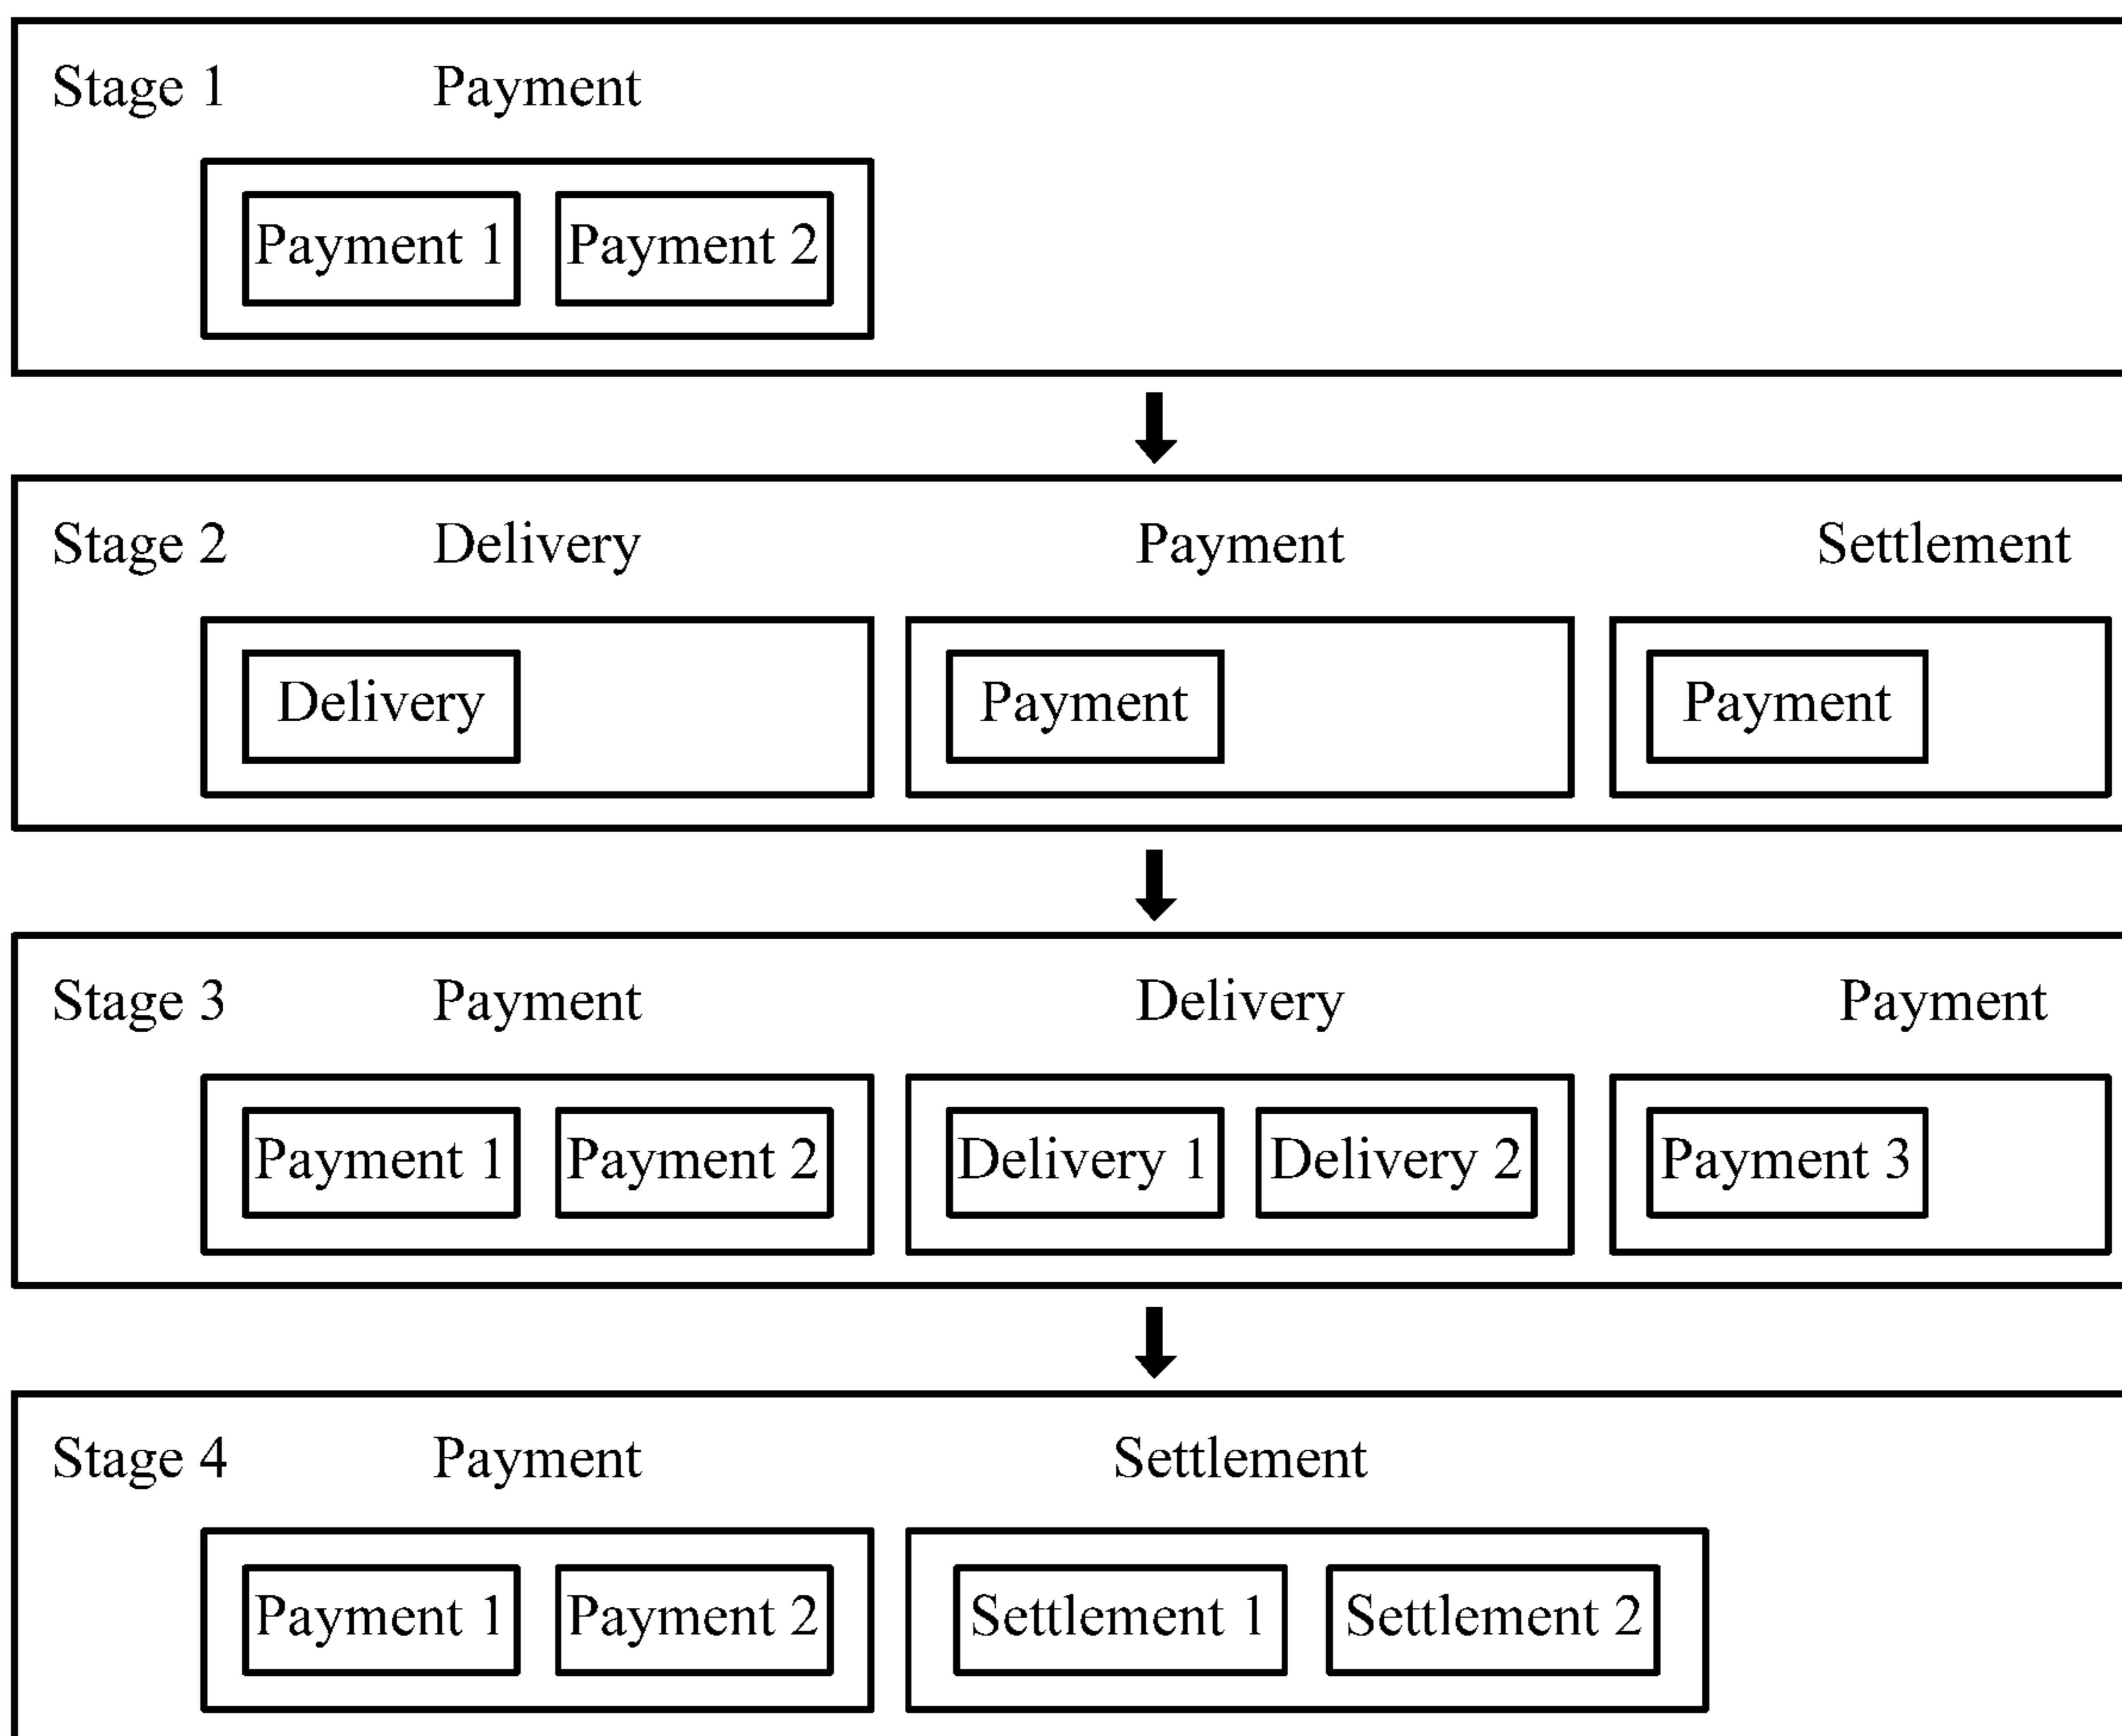 Stage 1 Payment
Payment 1 Payment 2
Stage 2 Delivery Payment Settlement
Delivery Payment Payment
Stage 3 Payment Delivery Payment
Payment 1 Payment 2 Delivery 1 Delivery 2 Payment 3
Stage 4 Payment Settlement
Payment 1 Payment 2 Settlement 1 Settlement 2